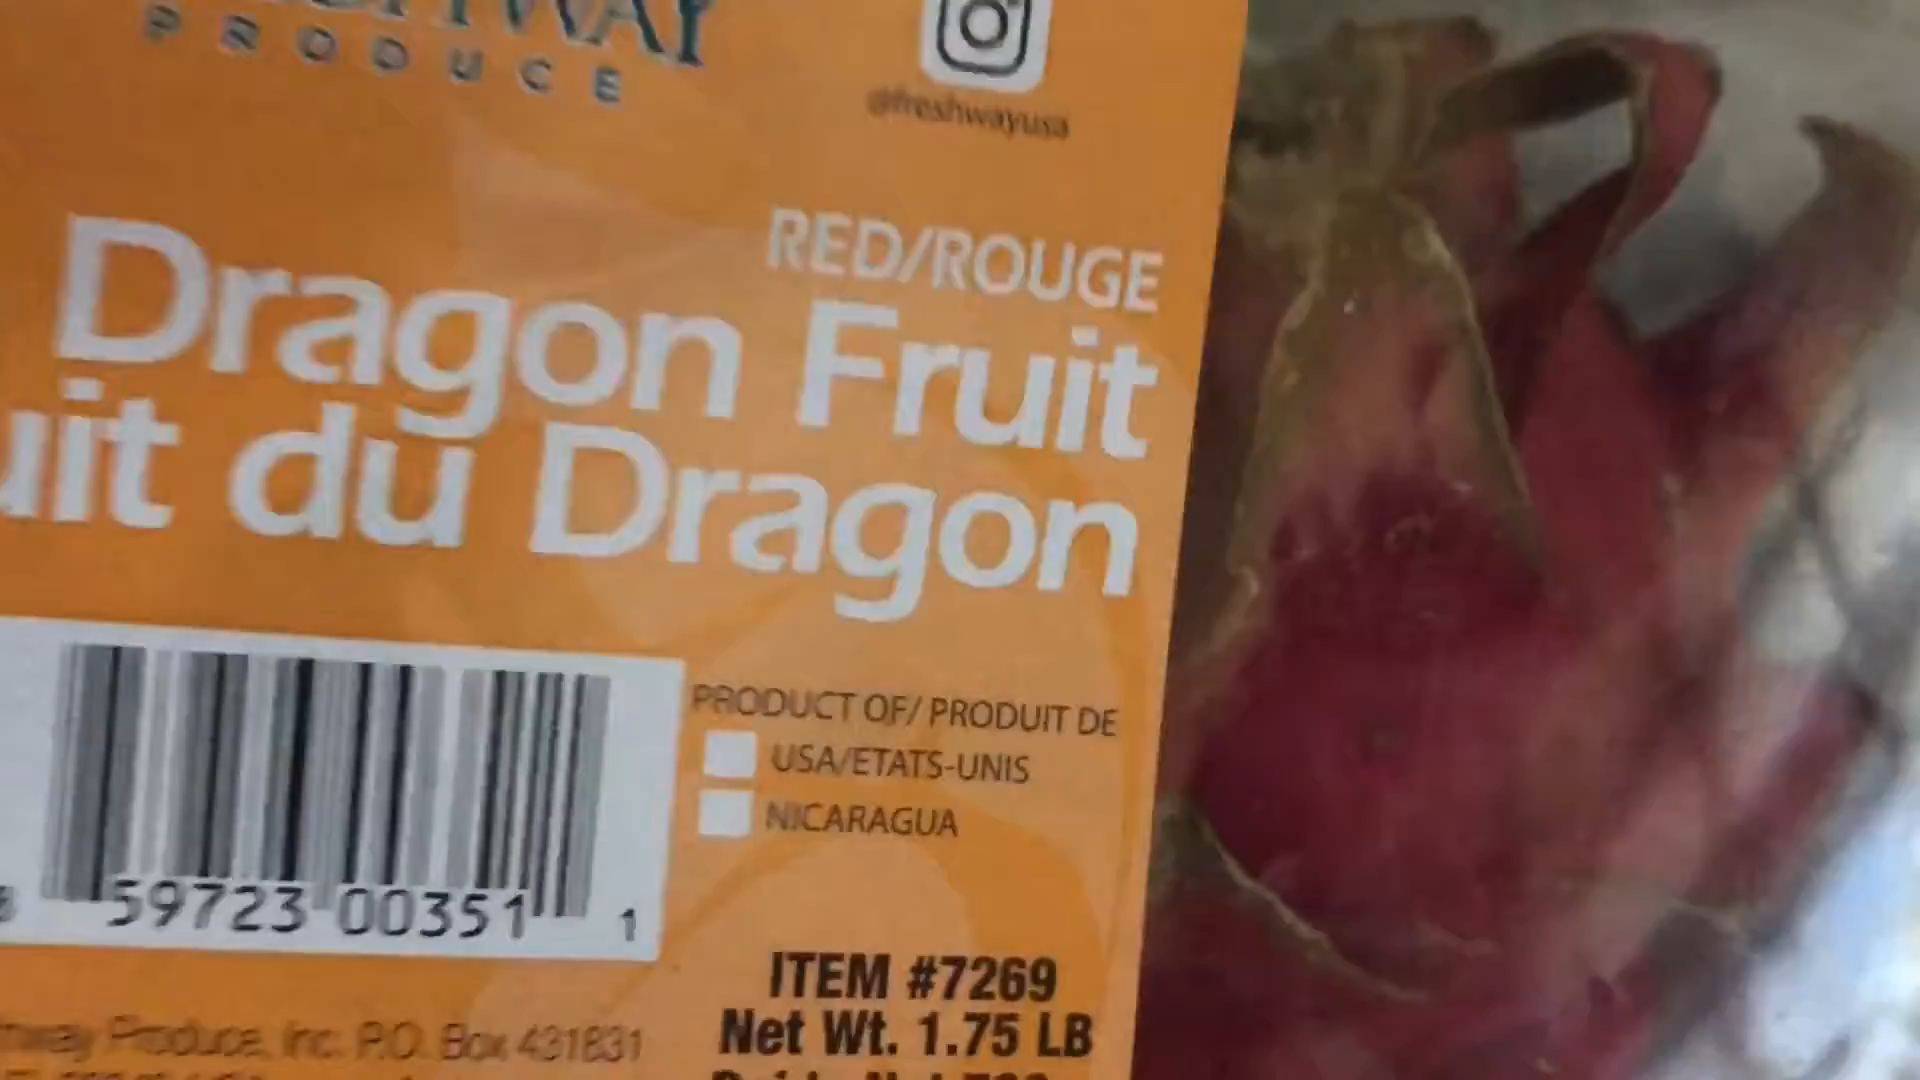 PRODUCE
@freshwayusa
RED/ROUGE
Dragon Fruit
uit du Dragon
PRODUCT OF/ PRODUIT DE
USA/ETATS-UNIS
NICARAGUA
59723 00351 1
ITEM #7269
Net Wt. 1.75 LB
Produce, Inc. P.O. Box 431831